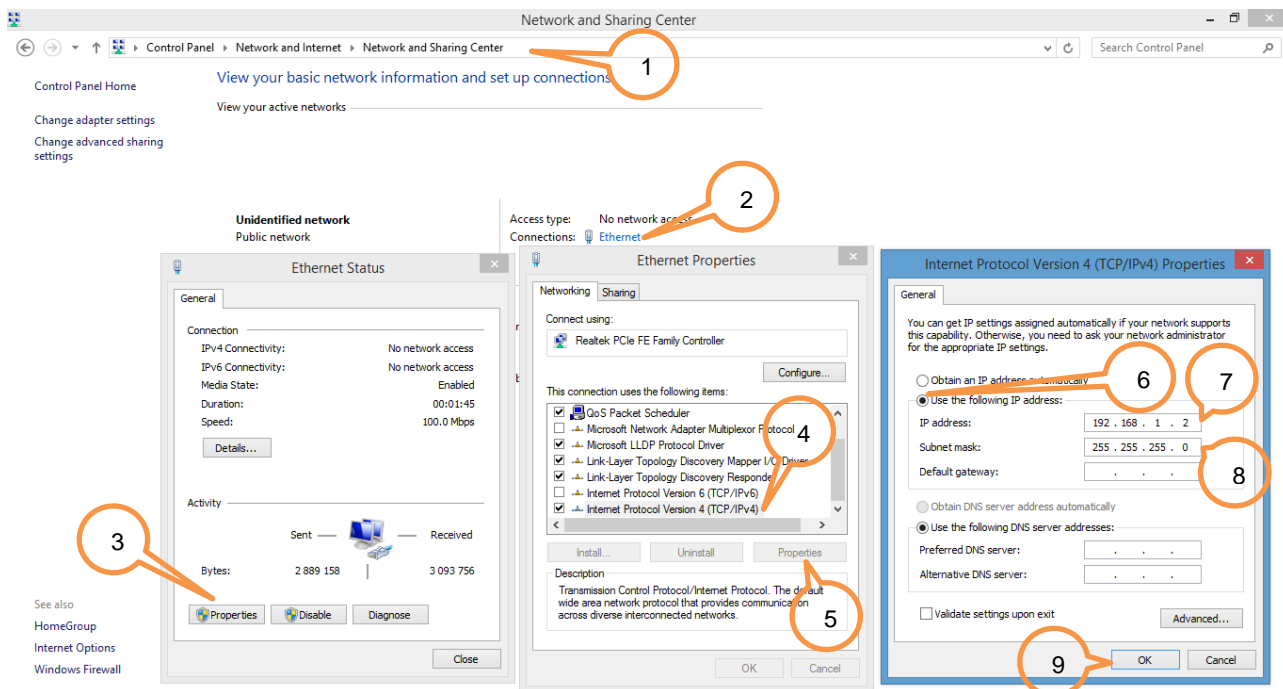 Network and Sharing Center
Control Panel Network and Internet Network and Sharing Center
Search Control Panel
1
Control Panel Home
Change adapter settings
Change advanced sharing
settings
View your basic network information and set up connections
View your active networks
2
Unidentified network
Public network
Access type: No network access
Connections: Ethernet
Ethernet Status
General
Connection
IPv4 Connectivity: No network access
IPv6 Connectivity: No network access
Media State: Enabled
Duration: 00:01:45
Speed: 100.0 Mbps
Details...
Activity
Sent Received
Bytes: 2 889 158 3 093 756
3
Properties Disable Diagnose
Close
See also
HomeGroup
Internet Options
Windows Firewall
Ethernet Properties
Networking Sharing
Connect using:
Realtek PCIe FE Family Controller
Configure...
This connection uses the following items:
QoS Packet Scheduler
Microsoft Network Adapter Multiplexor Protocol
Microsoft LLDP Protocol Driver
Link-Layer Topology Discovery Mapper I/O Driver
Link-Layer Topology Discovery Responder
Internet Protocol Version 6 (TCP/IPv6)
Internet Protocol Version 4 (TCP/IPv4)
4
Install... Uninstall Properties
Description
Transmission Control Protocol/Internet Protocol. The default
wide area network protocol that provides communication
across diverse interconnected networks.
5
OK Cancel
Internet Protocol Version 4 (TCP/IPv4) Properties
General
You can get IP settings assigned automatically if your network supports
this capability. Otherwise, you need to ask your network administrator
for the appropriate IP settings.
Obtain an IP address automatically
Use the following IP address:
6
7
IP address: 192 . 168 . 1 . 2
Subnet mask: 255 . 255 . 255 . 0
Default gateway: . . .
8
Obtain DNS server address automatically
Use the following DNS server addresses:
Preferred DNS server: . . .
Alternative DNS server: . . .
Validate settings upon exit
Advanced...
9
OK Cancel